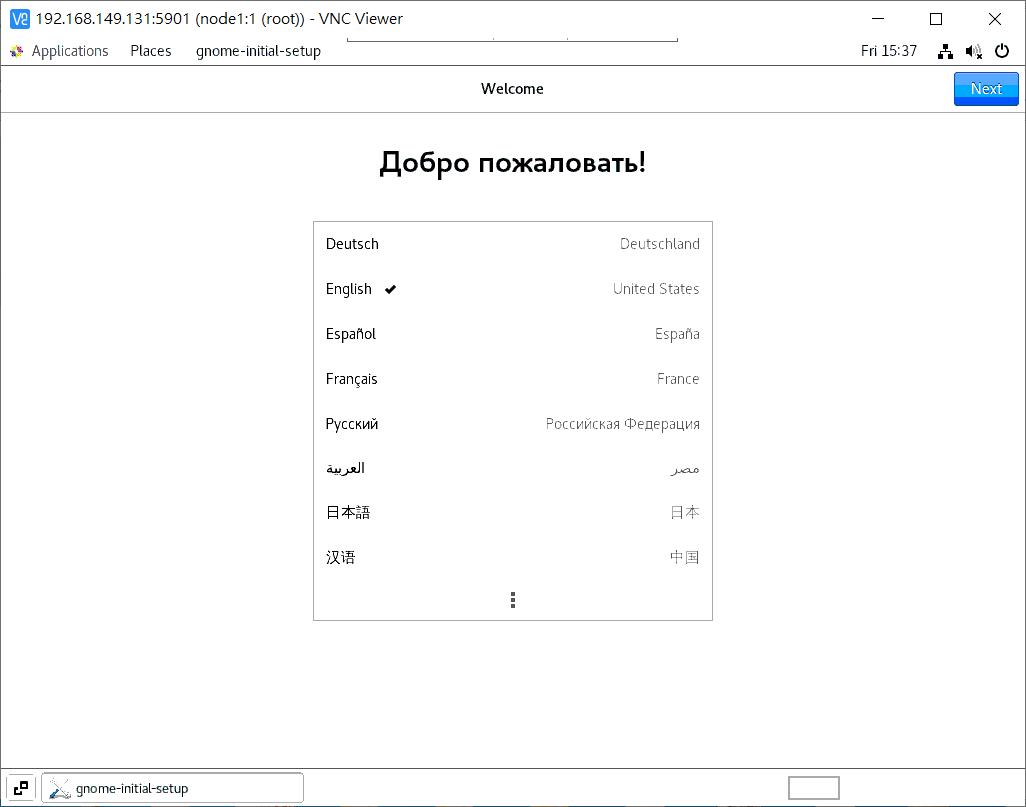 192.168.149.131:5901 (node1:1 (root)) - VNC Viewer
Applications Places gnome-initial-setup Fri 15:37
Welcome Next
Добро пожаловать!
Deutsch Deutschland
English United States
Español España
Français France
Русский Российская Федерация
العربية مصر
日本語 日本
汉语 中国
gnome-initial-setup